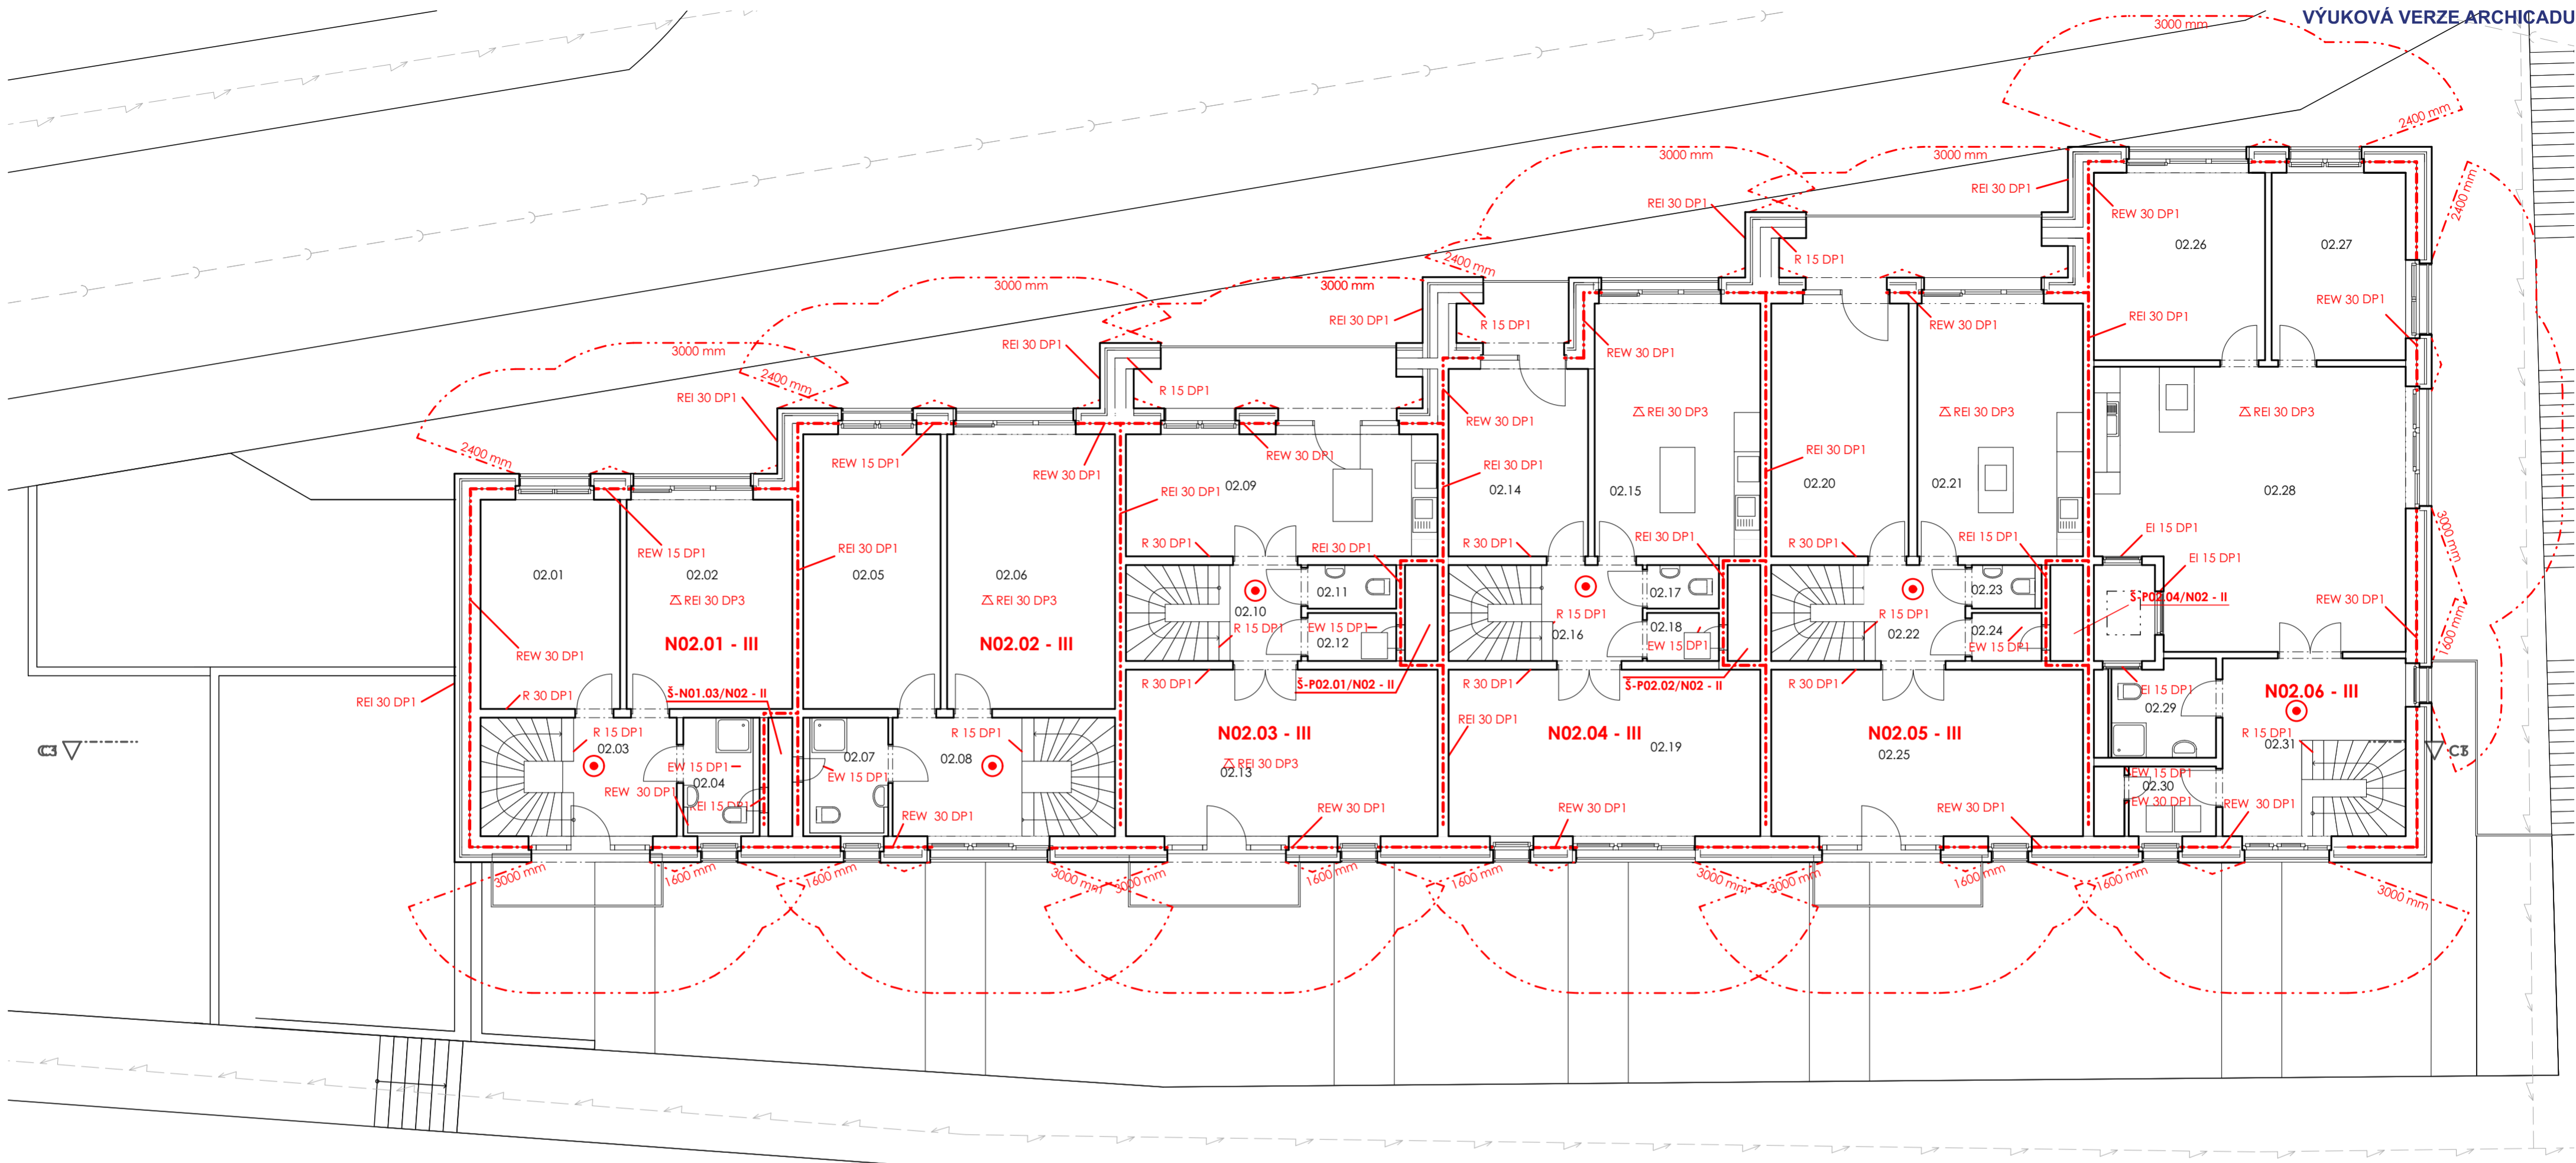 VÝUKOVÁ VERZE ARCHICADU
3000 mm
2400 mm
3000 mm
3000 mm
REI 30 DP1
REI 30 DP1
REW 30 DP1
2400 mm
02.26
02.27
R 15 DP1
2400 mm
3000 mm
3000 mm
REI 30 DP1
R 15 DP1
REW 30 DP1
REI 30 DP1
REW 30 DP1
REI 30 DP1
REW 30 DP1
3000 mm
2400 mm
R 15 DP1
REI 30 DP1
REW 30 DP1
REI 30 DP3
REI 30 DP3
REI 30 DP3
2400 mm
REW 15 DP1
REW 30 DP1
REW 30 DP1
REI 30 DP1
REI 30 DP1
02.09
02.14
02.15
02.20
02.21
02.28
REI 30 DP1
REW 15 DP1
REI 30 DP1
R 30 DP1
REI 30 DP1
R 30 DP1
REI 30 DP1
R 30 DP1
REI 15 DP1
EI 15 DP1
EI 15 DP1
3000 mm
02.01
02.02
02.05
02.06
REI 30 DP3
REI 30 DP3
02.10
02.11
02.12
R 15 DP1
EW 15 DP1
02.16
02.17
02.18
R 15 DP1
EW 15 DP1
02.22
02.23
02.24
R 15 DP1
EW 15 DP1
Š-P02.04/N02 - II
REW 30 DP1
1600 mm
N02.01 - III
N02.02 - III
REW 30 DP1
REI 30 DP1
R 30 DP1
Š-N01.03/N02 - II
R 30 DP1
Š-P02.01/N02 - II
R 30 DP1
Š-P02.02/N02 - II
R 30 DP1
EI 15 DP1
02.29
N02.06 - III
C3
R 15 DP1
02.03
EW 15 DP1
02.04
REW 30 DP1
REI 15 DP1
02.07
EW 15 DP1
02.08
R 15 DP1
REW 30 DP1
N02.03 - III
REI 30 DP3
02.13
REW 30 DP1
REI 30 DP1
N02.04 - III
02.19
REW 30 DP1
N02.05 - III
02.25
REW 30 DP1
R 15 DP1
02.31
C3
EW 15 DP1
02.30
EW 30 DP1
REW 30 DP1
3000 mm
1600 mm
1600 mm
3000 mm
3000 mm
1600 mm
1600 mm
3000 mm
3000 mm
1600 mm
1600 mm
3000 mm